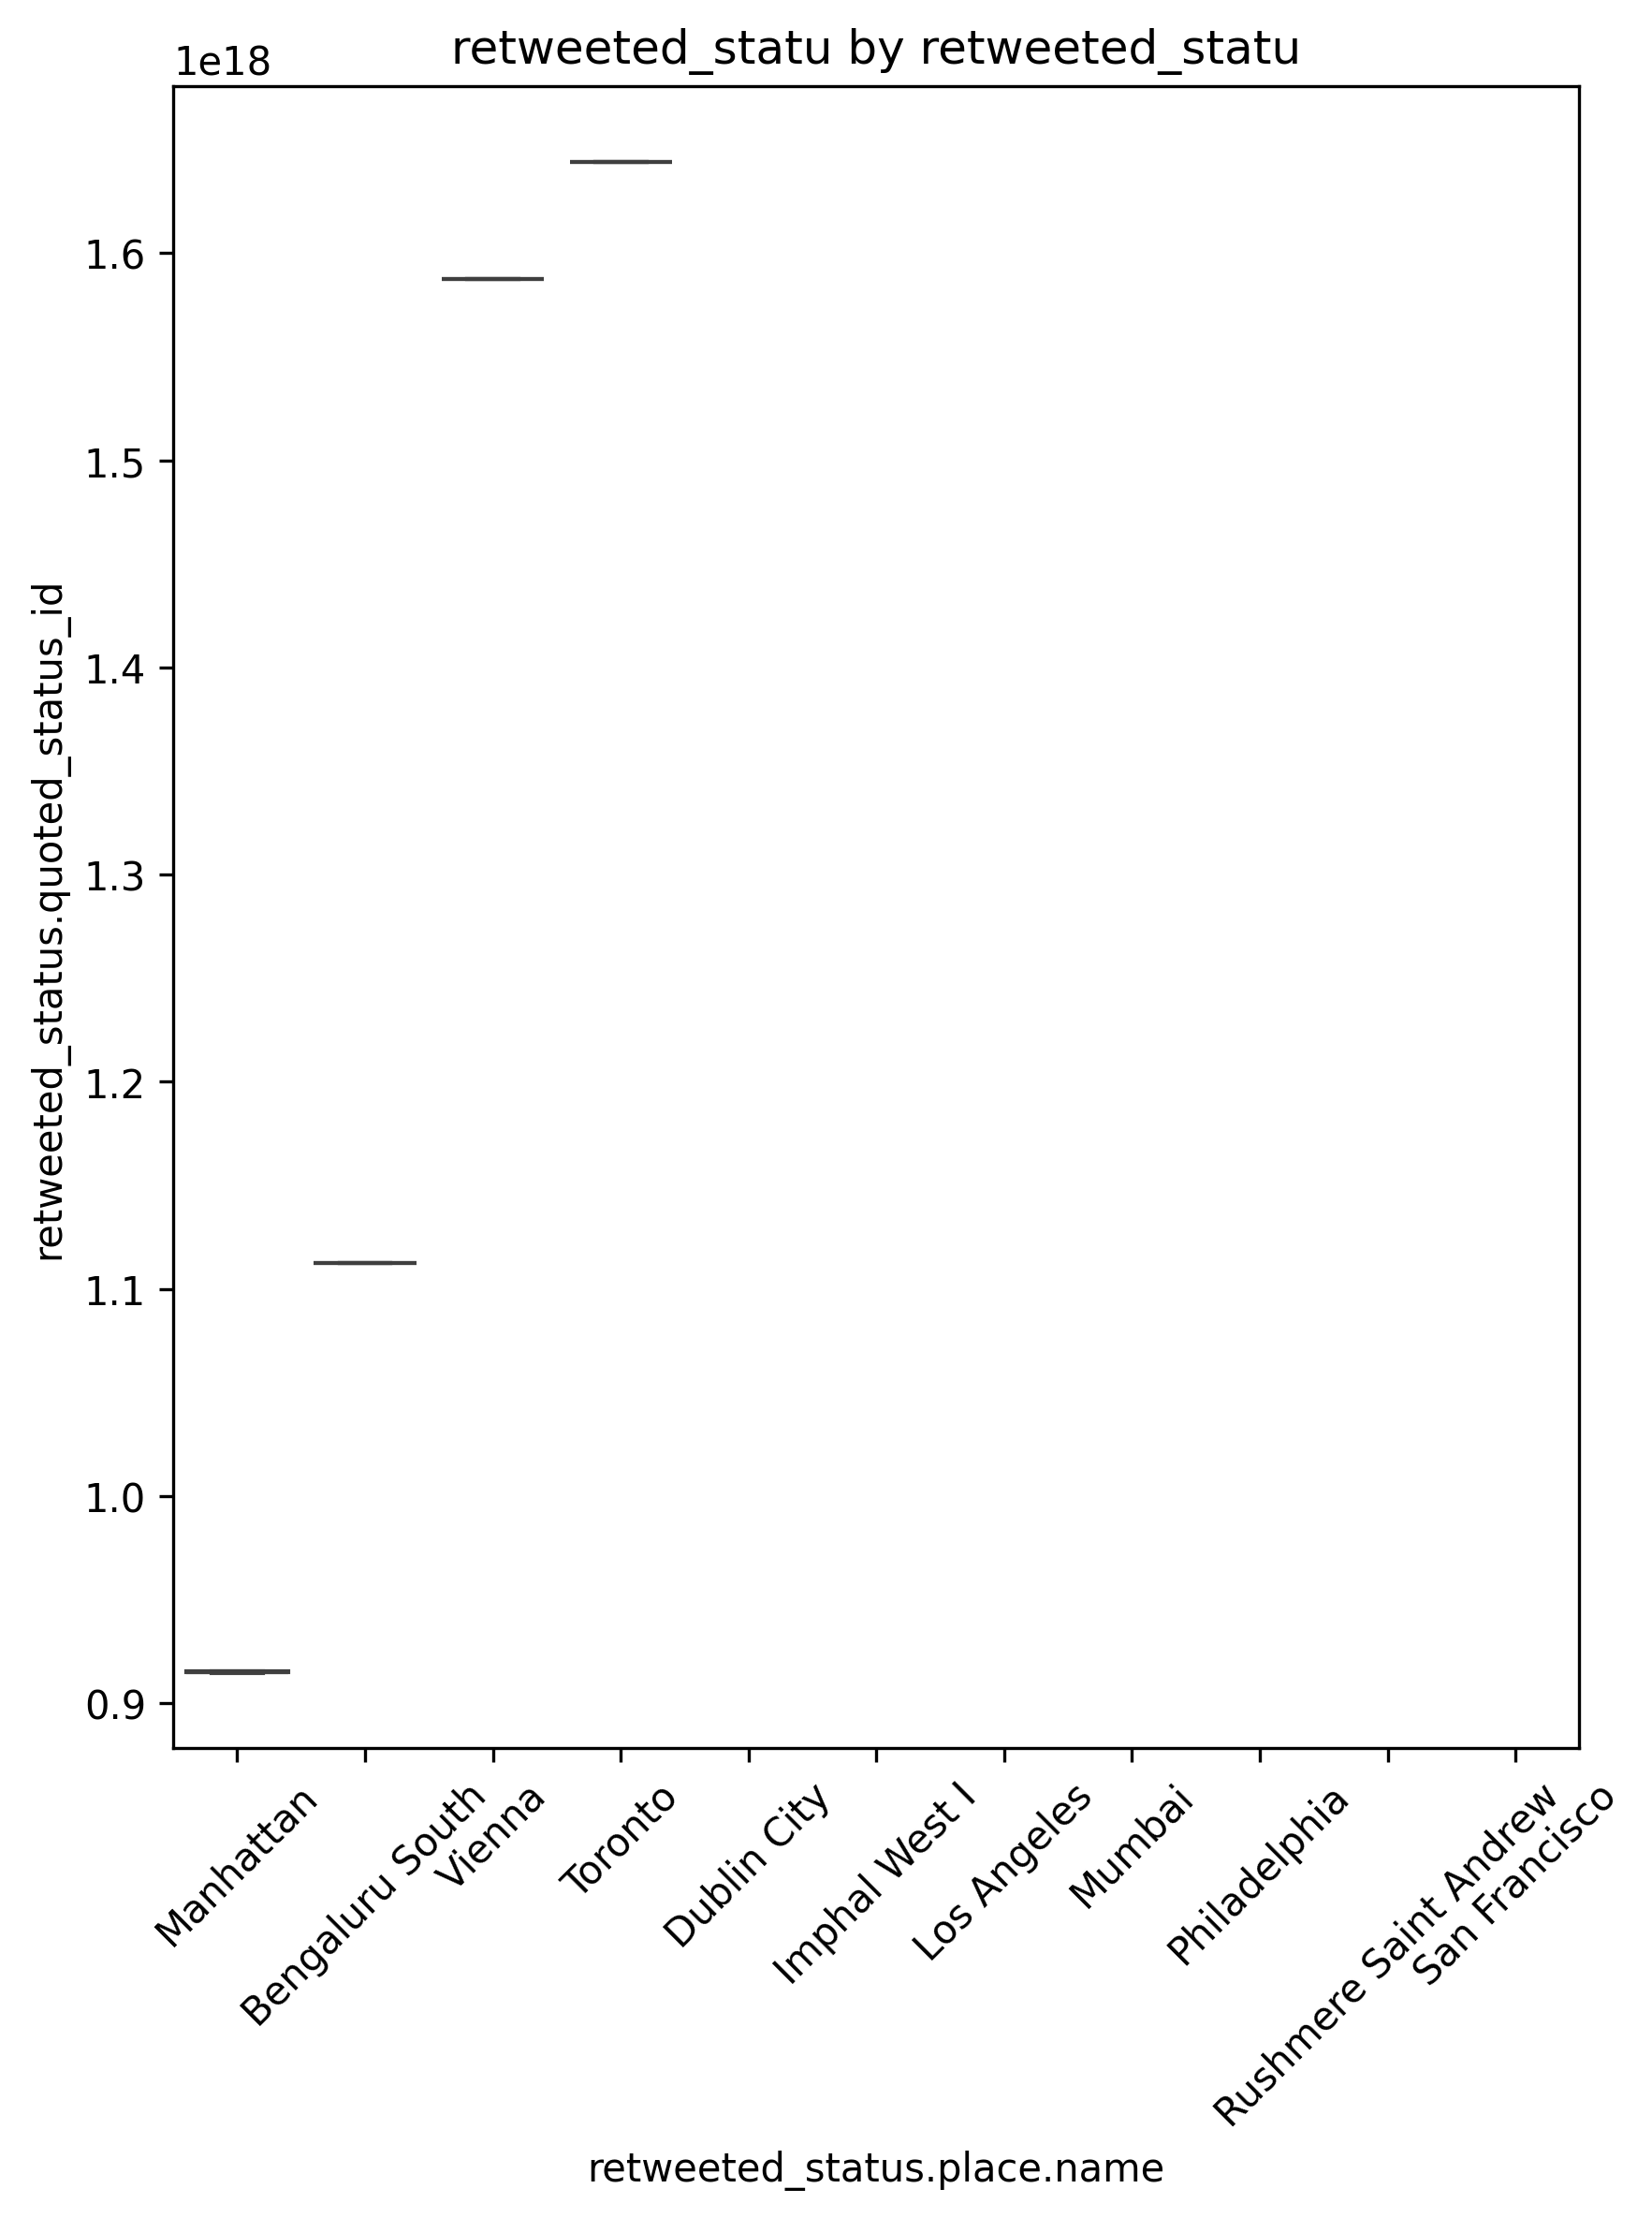 retweeted_statu by retweeted_statu
1e18
1.6
1.5
1.4
1.3
1.2
1.1
1.0
0.9
retweeted_status.quoted_status_id
Manhattan
Bengaluru South
Vienna
Toronto
Dublin City
Imphal West I
Los Angeles
Mumbai
Philadelphia
Rushmere Saint Andrew
San Francisco
retweeted_status.place.name